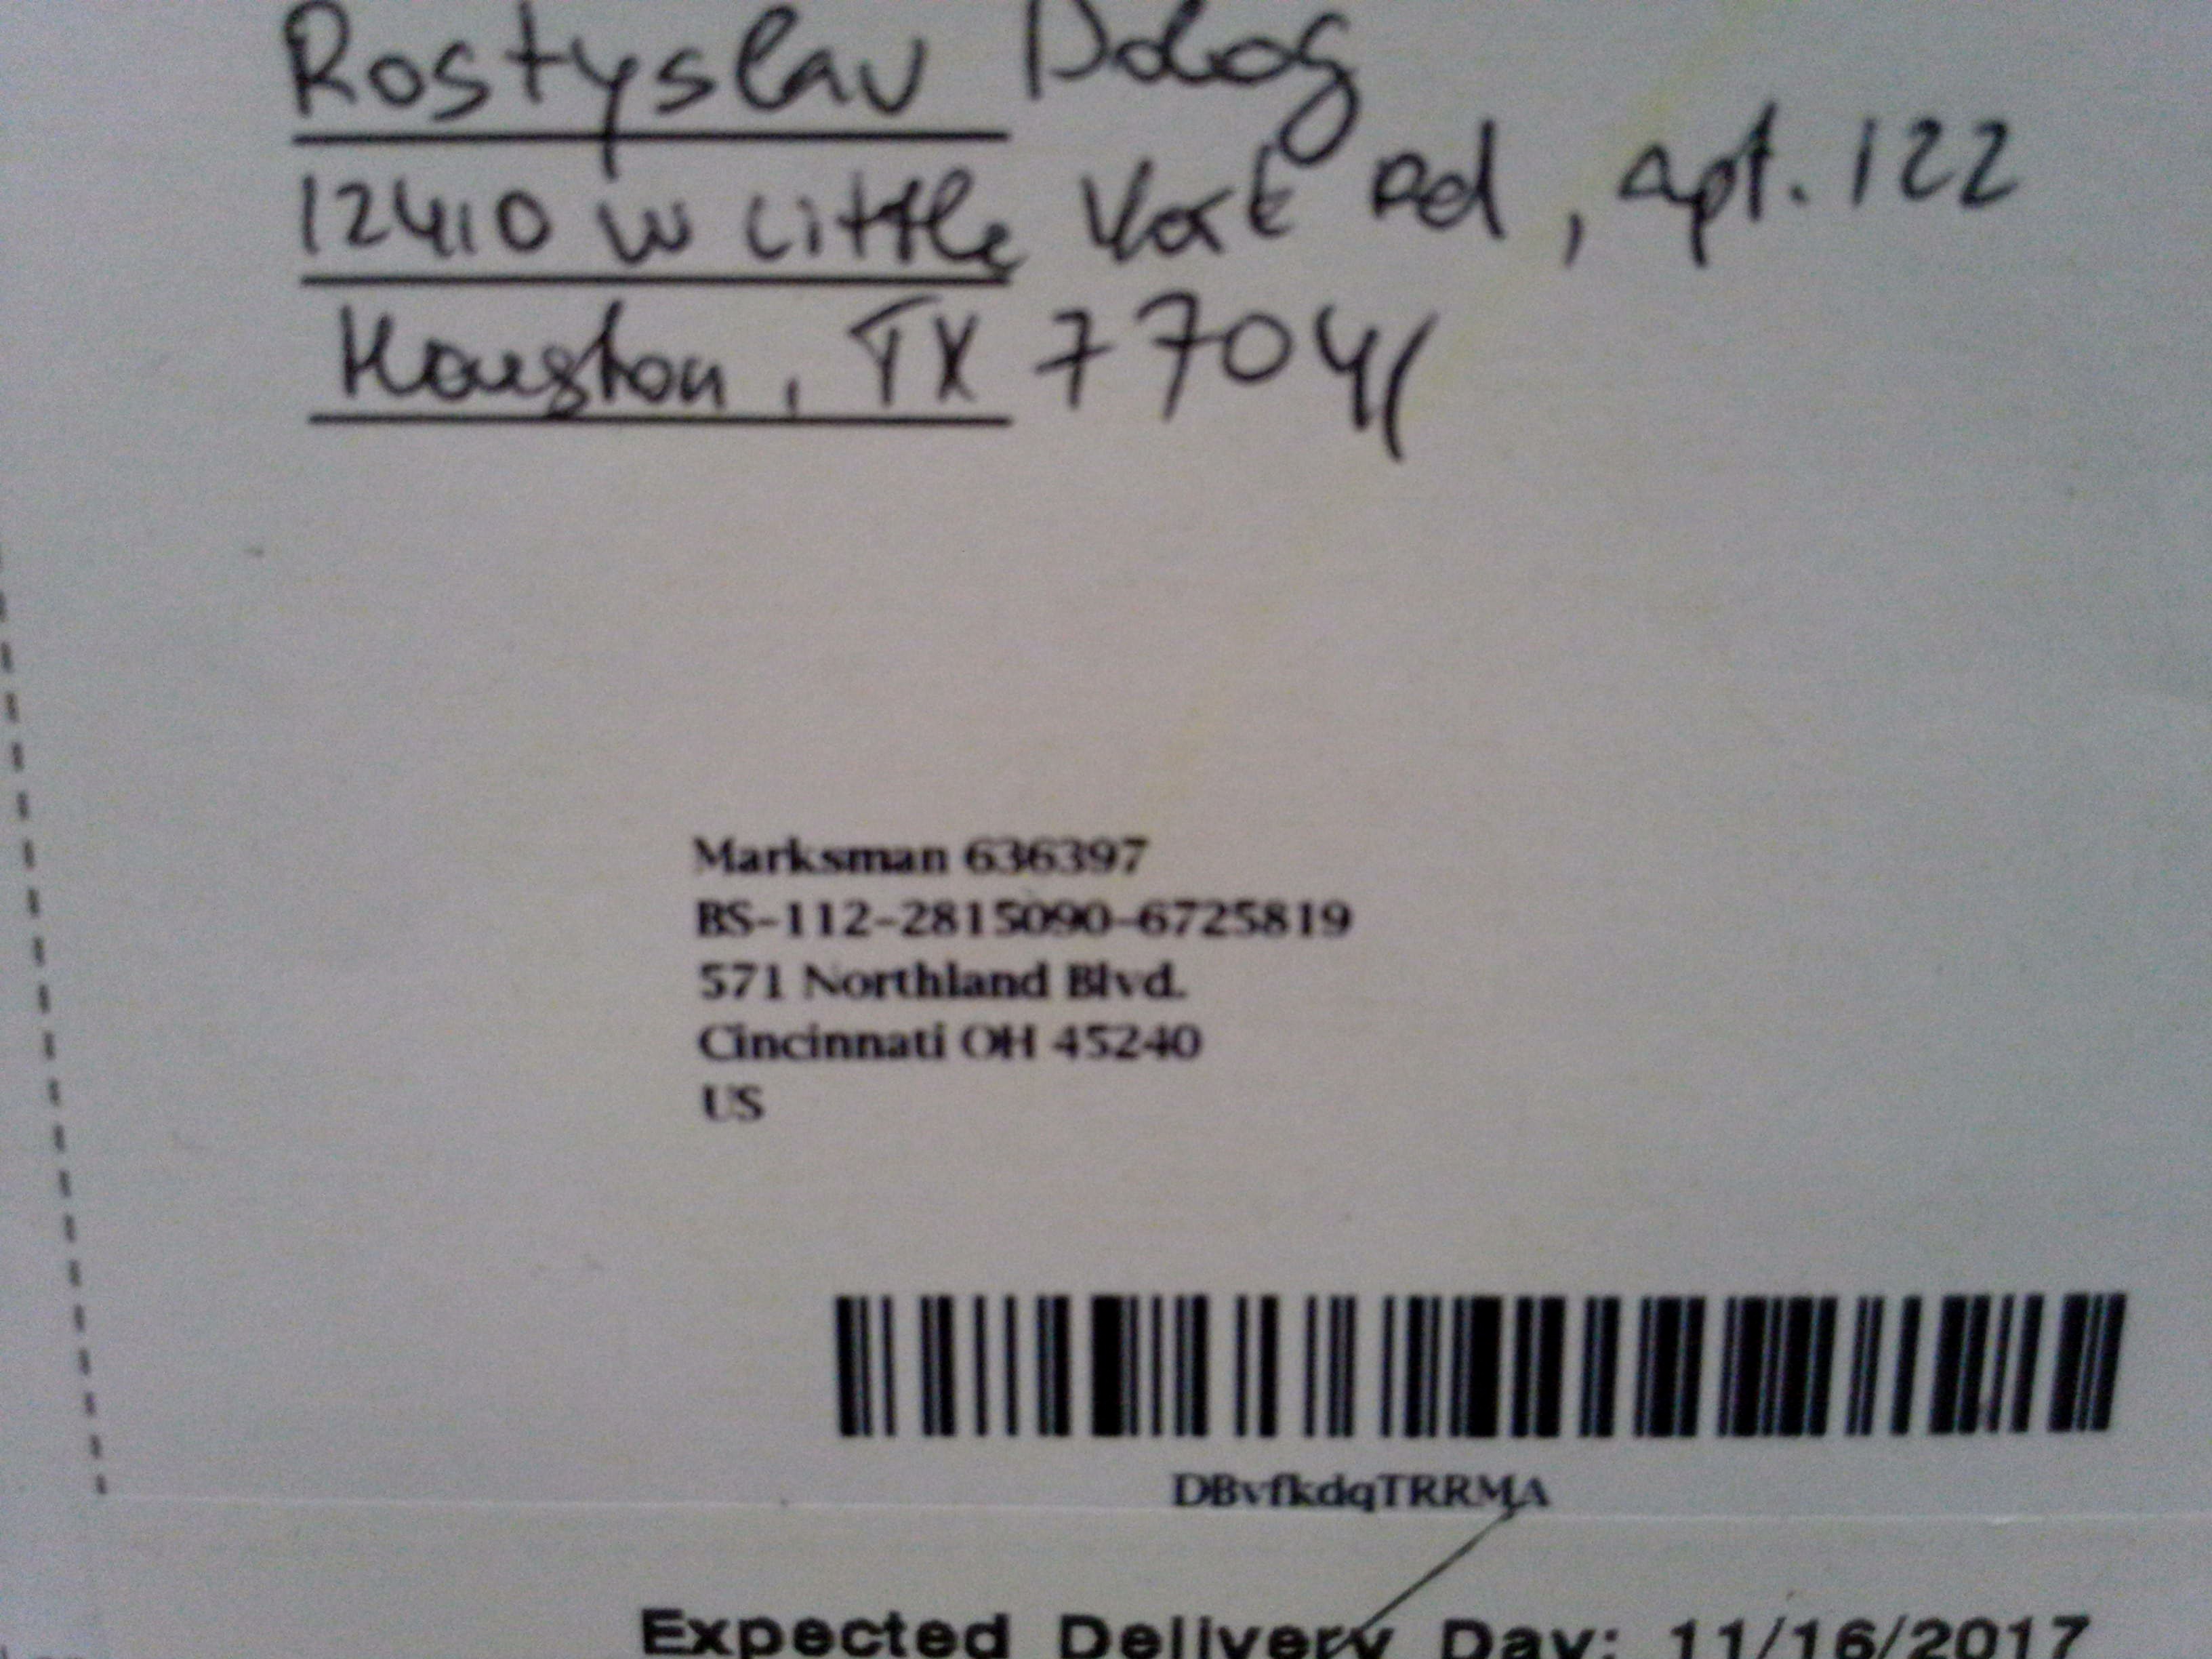 Rostyslav
12410 W Little York Rd, apt. 122
Houston, TX 77041
Marksman 636397
BS-112-2815090-6725819
571 Northland Blvd.
Cincinnati OH 45240
US
DBvfkdqTRRMA
Expected Delivery Day: 11/16/2017